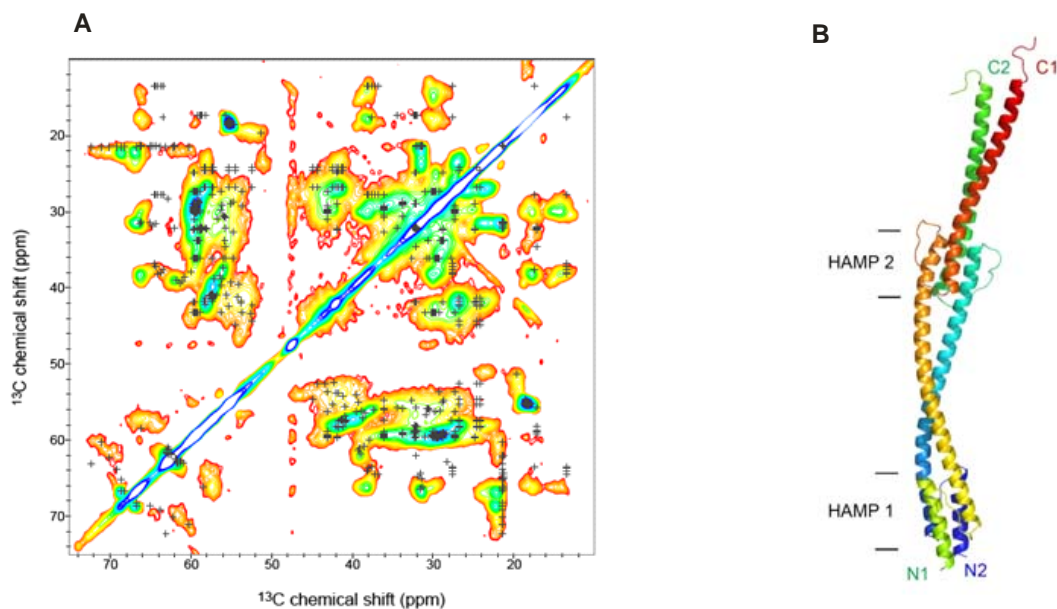 A
20
30
40
50
60
70
¹³C chemical shift (ppm)
70 60 50 40 30 20
¹³C chemical shift (ppm)
B
C2 C1
HAMP 2
HAMP 1
N1 N2